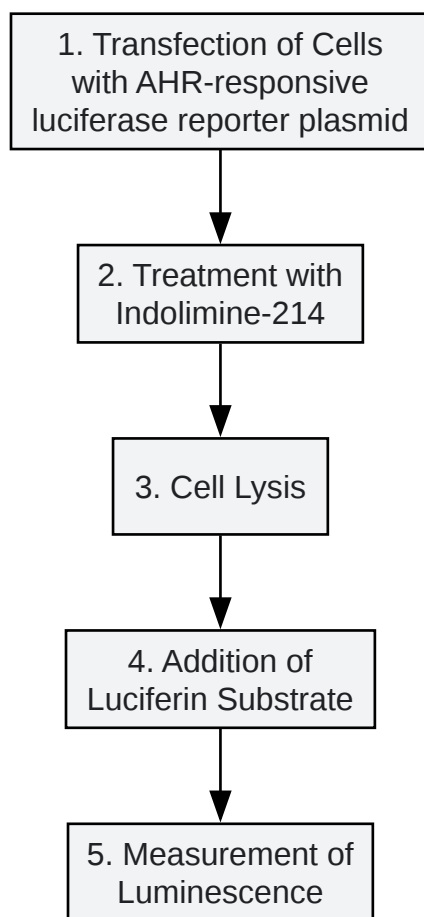 1. Transfection of Cells
with AHR-responsive
luciferase reporter plasmid
2. Treatment with
Indolimine-214
3. Cell Lysis
4. Addition of
Luciferin Substrate
5. Measurement of
Luminescence